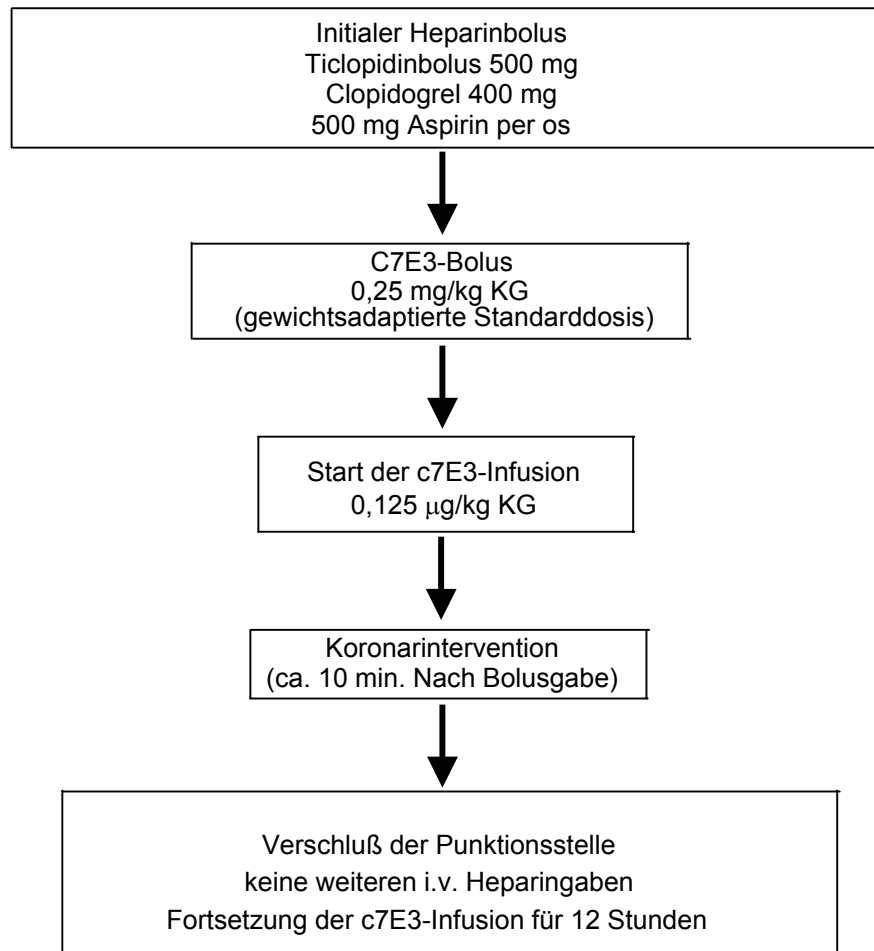 Initialer Heparinbolus
Ticlopidinbolus 500 mg
Clopidogrel 400 mg
500 mg Aspirin per os
C7E3-Bolus
0,25 mg/kg KG
(gewichtsadaptierte Standarddosis)
Start der c7E3-Infusion
0,125 μg/kg KG
Koronarintervention
(ca. 10 min. Nach Bolusgabe)
Verschluß der Punktionsstelle
keine weiteren i.v. Heparingaben
Fortsetzung der c7E3-Infusion für 12 Stunden